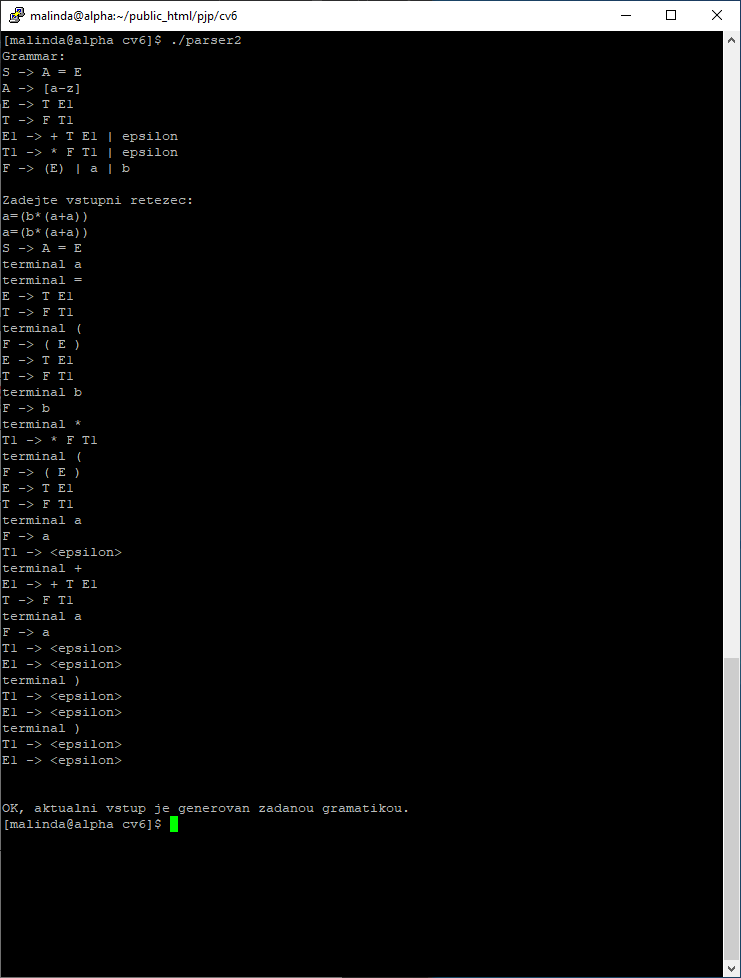 malinda@alpha:~/public_html/pjp/cv6
[malinda@alpha cv6]$ ./parser2
Grammar:
S -> A = E
A -> [a-z]
E -> T E1
T -> F T1
E1 -> + T E1 | epsilon
T1 -> * F T1 | epsilon
F -> (E) | a | b
Zadejte vstupni retezec:
a=(b*(a+a))
a=(b*(a+a))
S -> A = E
terminal a
terminal =
E -> T E1
T -> F T1
terminal (
F -> ( E )
E -> T E1
T -> F T1
terminal b
F -> b
terminal *
T1 -> * F T1
terminal (
F -> ( E )
E -> T E1
T -> F T1
terminal a
F -> a
T1 -> <epsilon>
terminal +
E1 -> + T E1
T -> F T1
terminal a
F -> a
T1 -> <epsilon>
E1 -> <epsilon>
terminal )
T1 -> <epsilon>
E1 -> <epsilon>
terminal )
T1 -> <epsilon>
E1 -> <epsilon>
OK, aktualni vstup je generovan zadanou gramatikou.
[malinda@alpha cv6]$